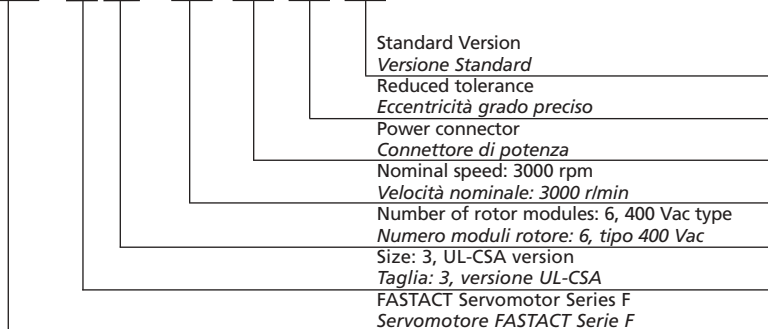 Standard Version
Versione Standard
Reduced tolerance
Eccentricità grado preciso
Power connector
Connettore di potenza
Nominal speed: 3000 rpm
Velocità nominale: 3000 r/min
Number of rotor modules: 6, 400 Vac type
Numero moduli rotore: 6, tipo 400 Vac
Size: 3, UL-CSA version
Taglia: 3, versione UL-CSA
FASTACT Servomotor Series F
Servomotore FASTACT Serie F